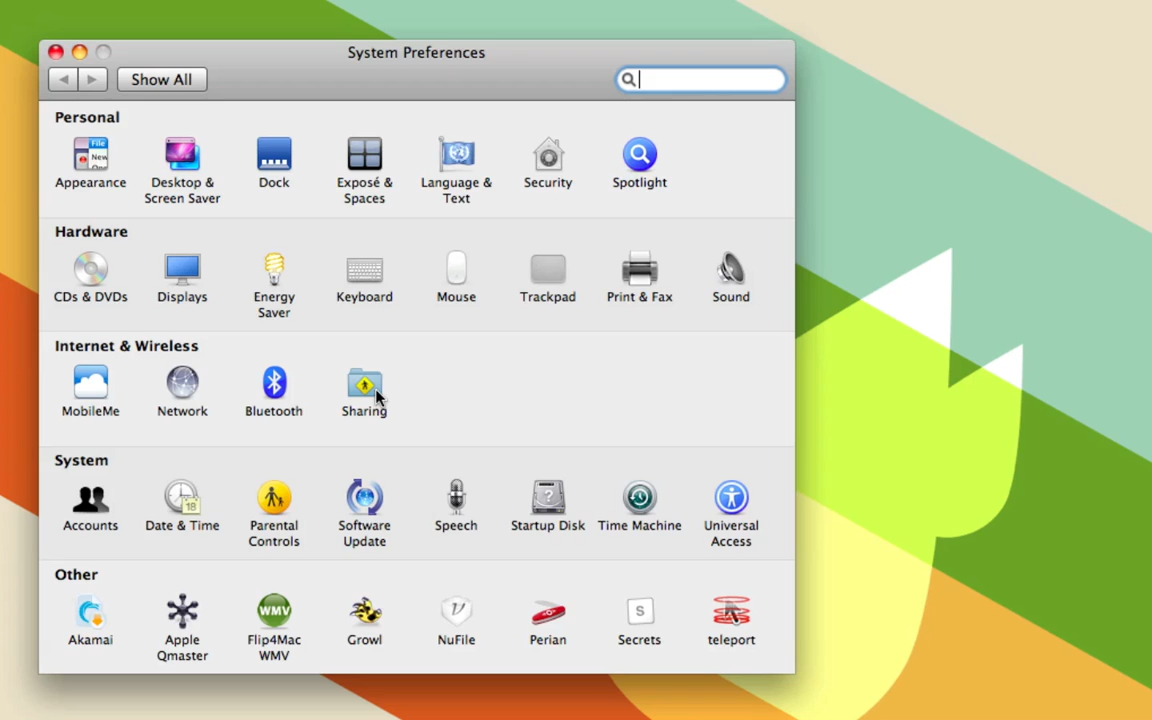 System Preferences
Show All
Personal
Appearance
Desktop &
Screen Saver
Dock
Exposé &
Spaces
Language &
Text
Security
Spotlight
Hardware
CDs & DVDs
Displays
Energy
Saver
Keyboard
Mouse
Trackpad
Print & Fax
Sound
Internet & Wireless
MobileMe
Network
Bluetooth
Sharing
System
Accounts
18
Date & Time
Parental
Controls
Software
Update
Speech
?
Startup Disk
Time Machine
Universal
Access
Other
Akamai
Apple
Qmaster
WMV
Flip4Mac
WMV
Growl
NuFile
Perian
S
Secrets
teleport